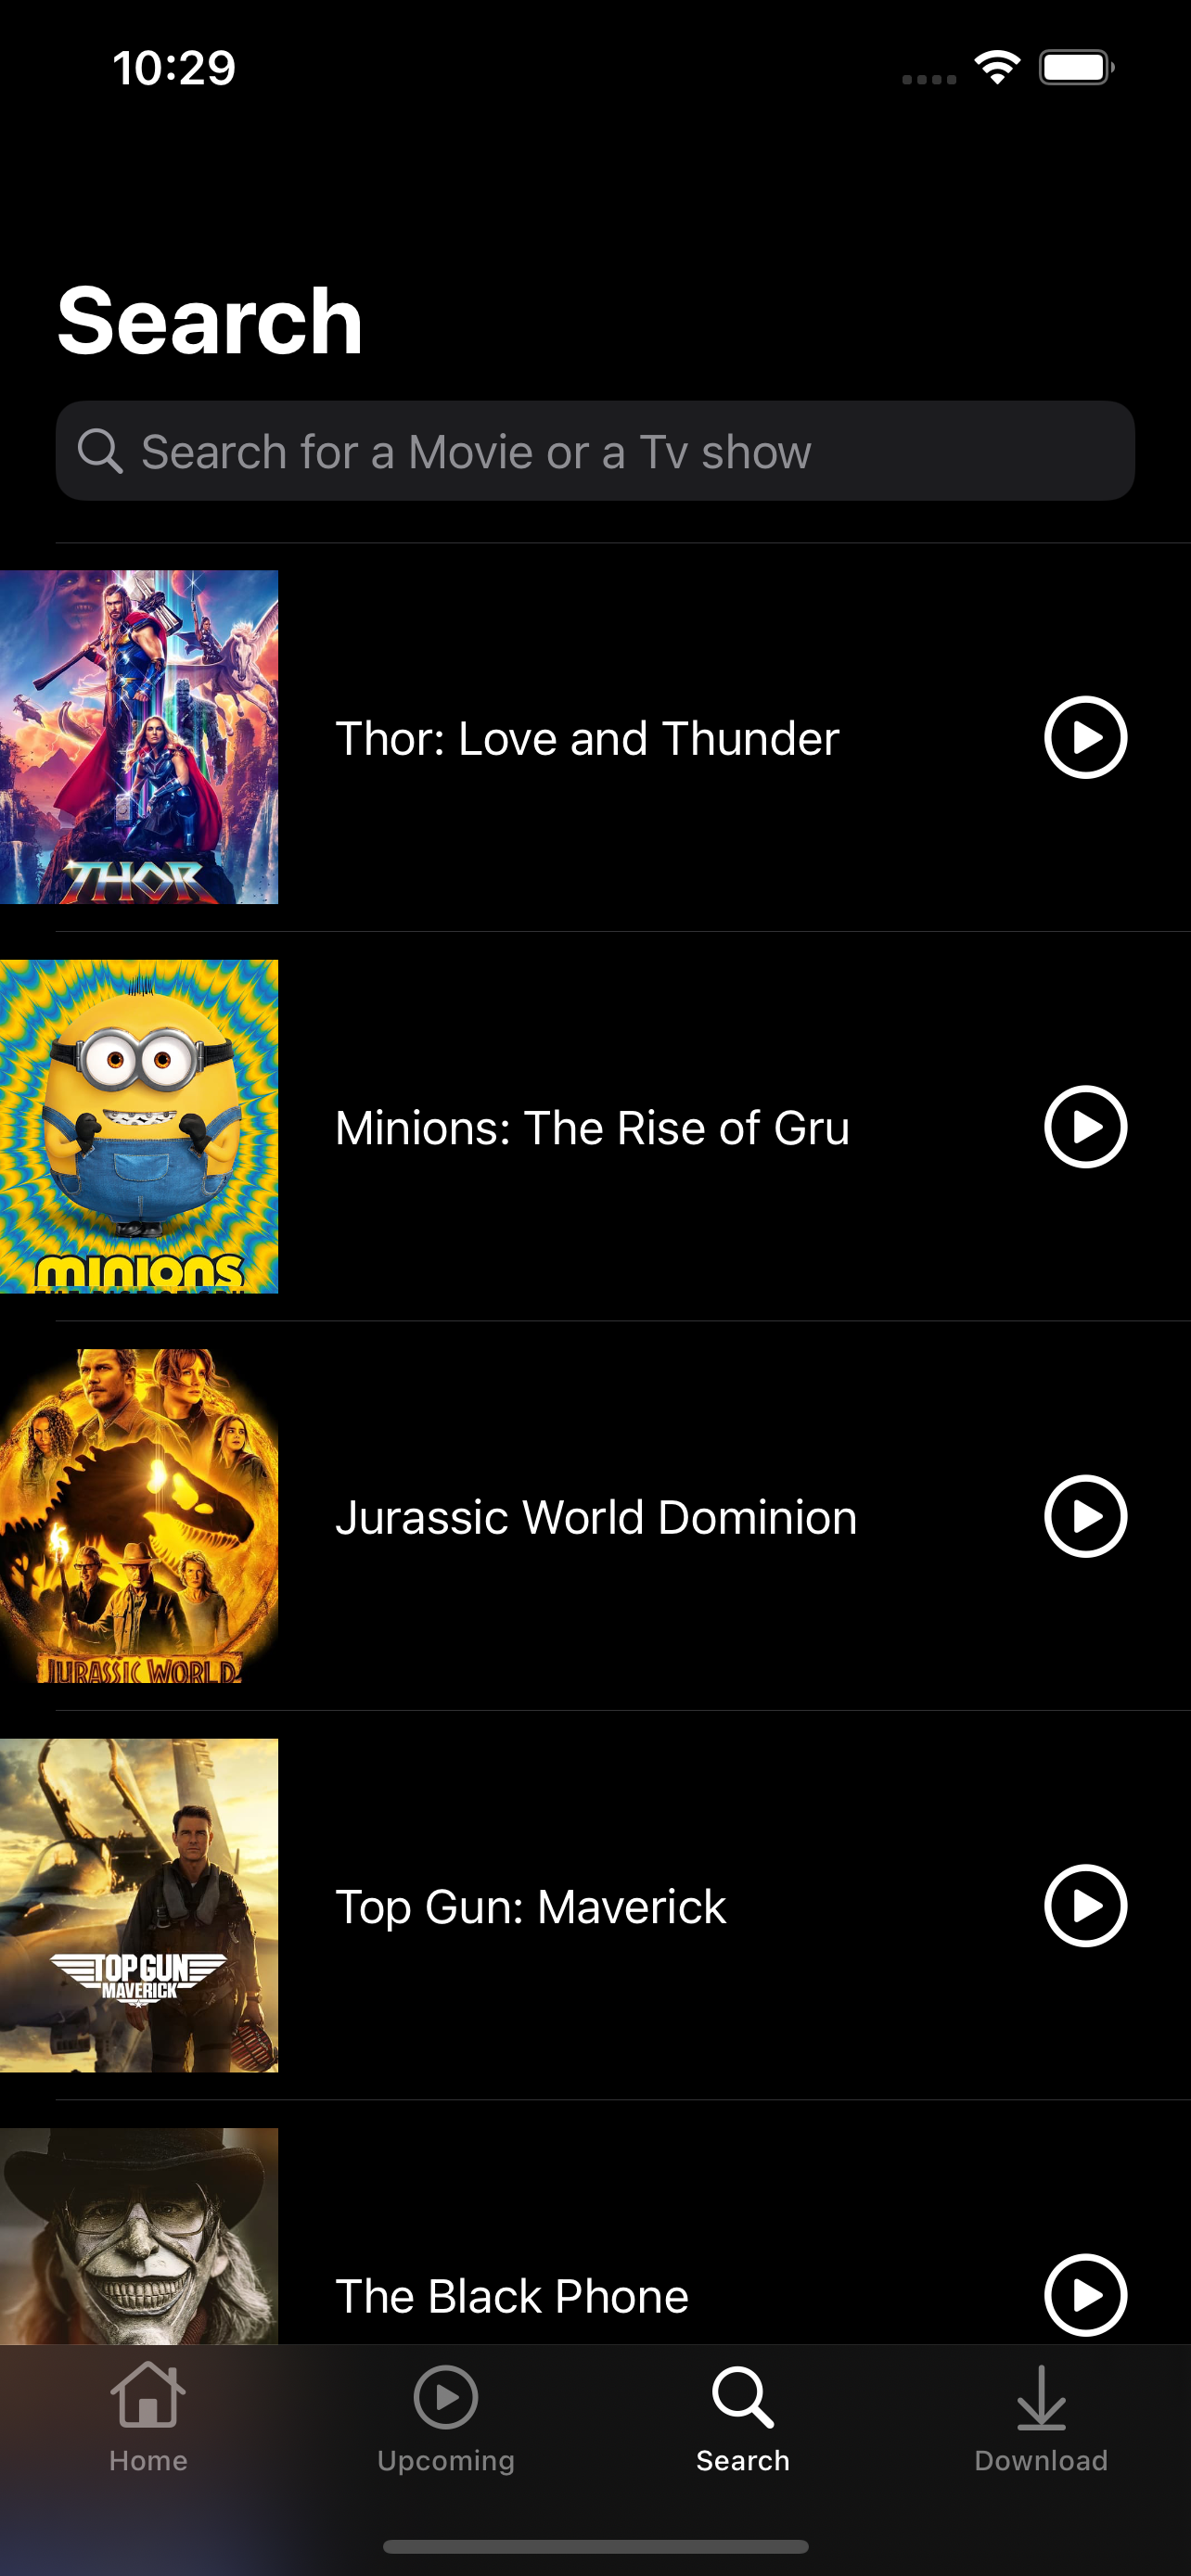 10:29
Search
Search for a Movie or a Tv show
THOR
Thor: Love and Thunder
MINIONS
Minions: The Rise of Gru
JURASSIC WORLD
Jurassic World Dominion
TOP GUN
MAVERICK
Top Gun: Maverick
The Black Phone
Home
Upcoming
Search
Download